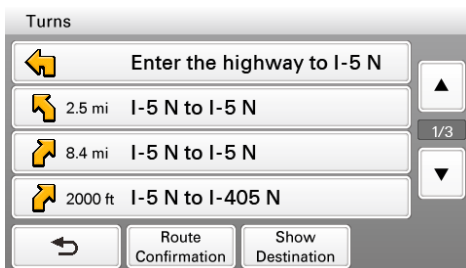 Turns
Enter the highway to I-5 N
2.5 mi I-5 N to I-5 N
1/3
8.4 mi I-5 N to I-5 N
2000 ft I-5 N to I-405 N
Route Confirmation
Show Destination